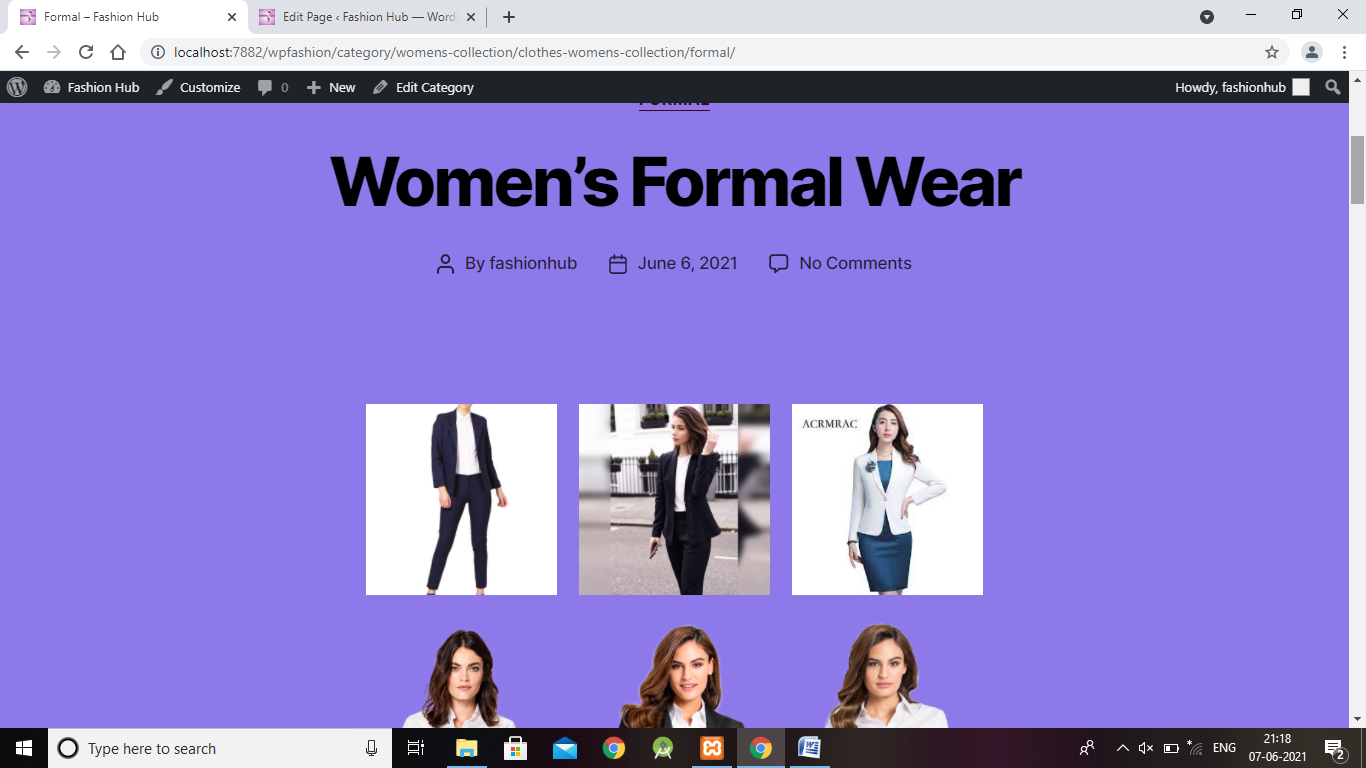 Formal – Fashion Hub
Edit Page ‹ Fashion Hub — Word
localhost:7882/wpfashion/category/womens-collection/clothes-womens-collection/formal/
Fashion Hub Customize 0 New Edit Category Howdy, fashionhub
FORMAL
Women’s Formal Wear
By fashionhub June 6, 2021 No Comments
ACRMRAC
Type here to search
ENG
21:18
07-06-2021
2